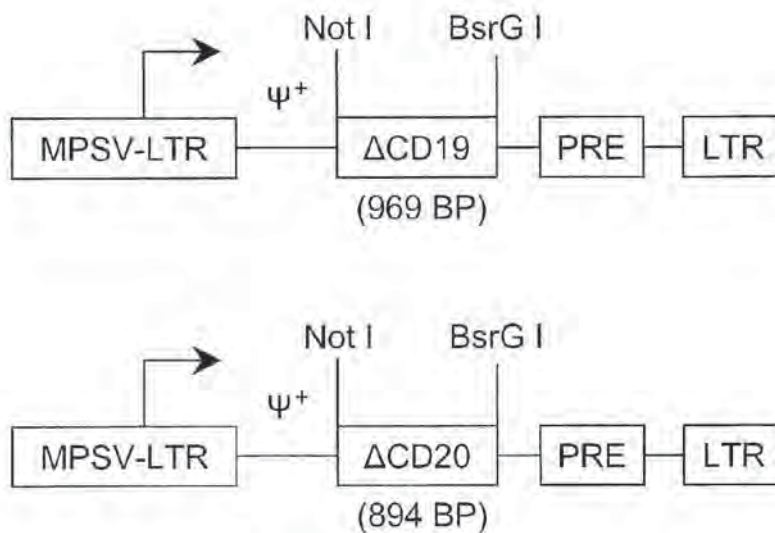 Not I BsrG I
Ψ+
MPSV-LTR ΔCD19 PRE LTR
(969 BP)
Not I BsrG I
Ψ+
MPSV-LTR ΔCD20 PRE LTR
(894 BP)